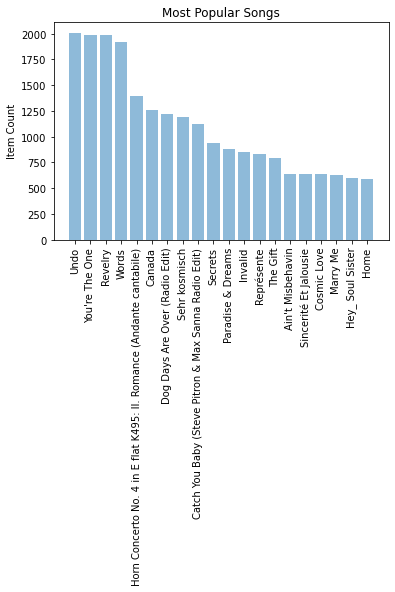 Most Popular Songs
Item Count
2000
1750
1500
1250
1000
750
500
250
0
Undo
You're The One
Revelry
Words
Horn Concerto No. 4 in E flat K495: II. Romance (Andante cantabile)
Canada
Dog Days Are Over (Radio Edit)
Sehr kosmisch
Catch You Baby (Steve Pitron & Max Sanna Radio Edit)
Secrets
Paradise & Dreams
Invalid
Représente
The Gift
Ain't Misbehavin
Sincerité Et Jalousie
Cosmic Love
Marry Me
Hey_ Soul Sister
Home